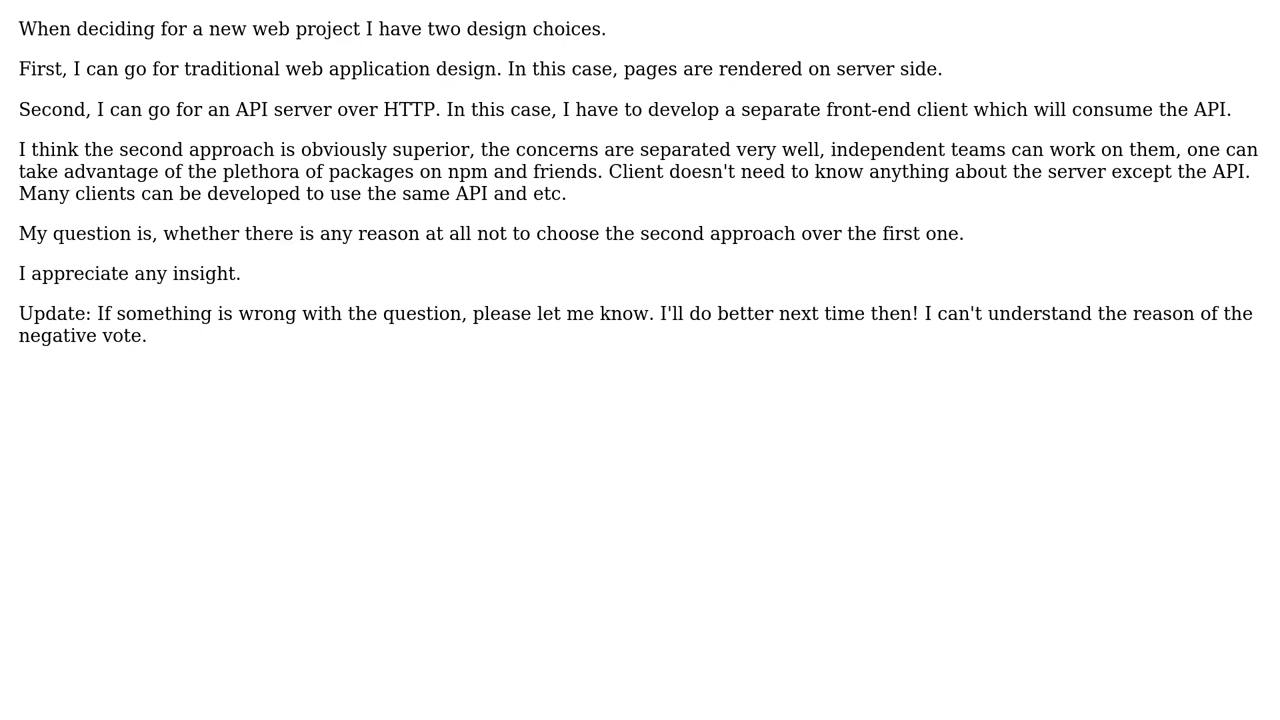 When deciding for a new web project I have two design choices.
First, I can go for traditional web application design. In this case, pages are rendered on server side.
Second, I can go for an API server over HTTP. In this case, I have to develop a separate front-end client which will consume the API.
I think the second approach is obviously superior, the concerns are separated very well, independent teams can work on them, one can
take advantage of the plethora of packages on npm and friends. Client doesn't need to know anything about the server except the API.
Many clients can be developed to use the same API and etc.
My question is, whether there is any reason at all not to choose the second approach over the first one.
I appreciate any insight.
Update: If something is wrong with the question, please let me know. I'll do better next time then! I can't understand the reason of the
negative vote.